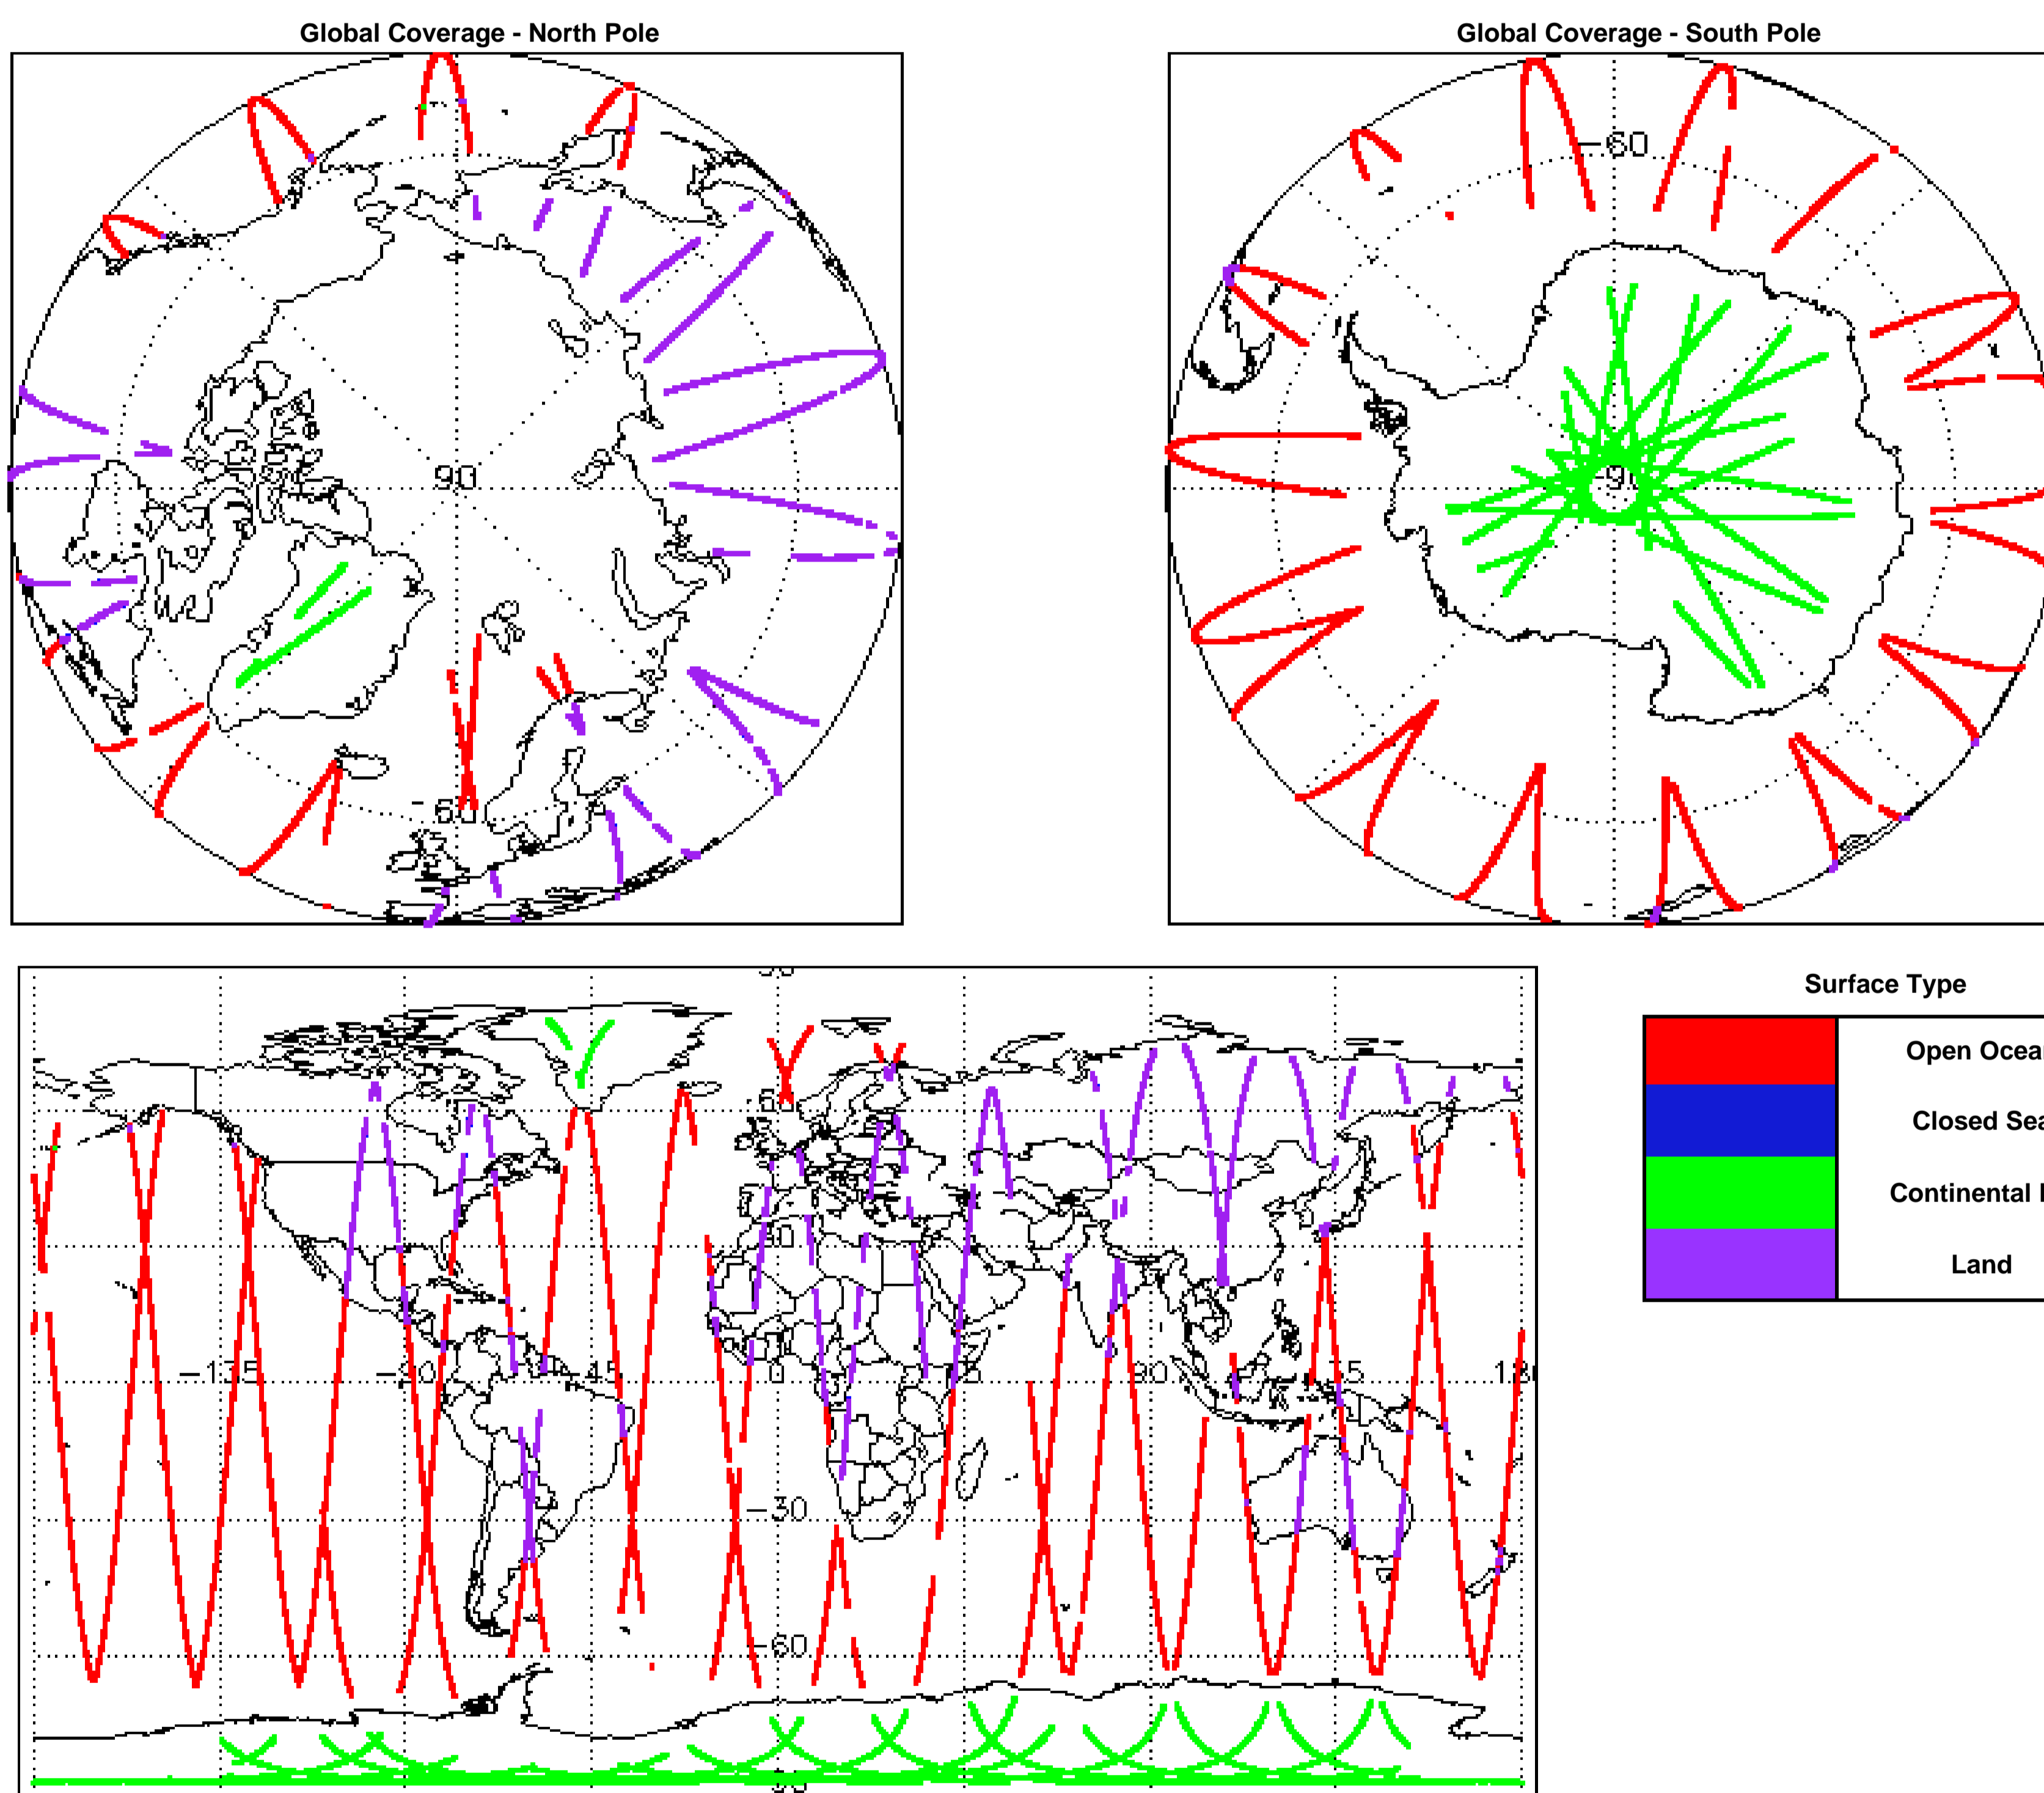 Global Coverage - North Pole
Global Coverage - South Pole
90
60
-60
-90
Surface Type
Open Ocean
Closed Sea
Continental I
Land
60
30
-135
-90
-45
0
45
90
135
180
-30
-60